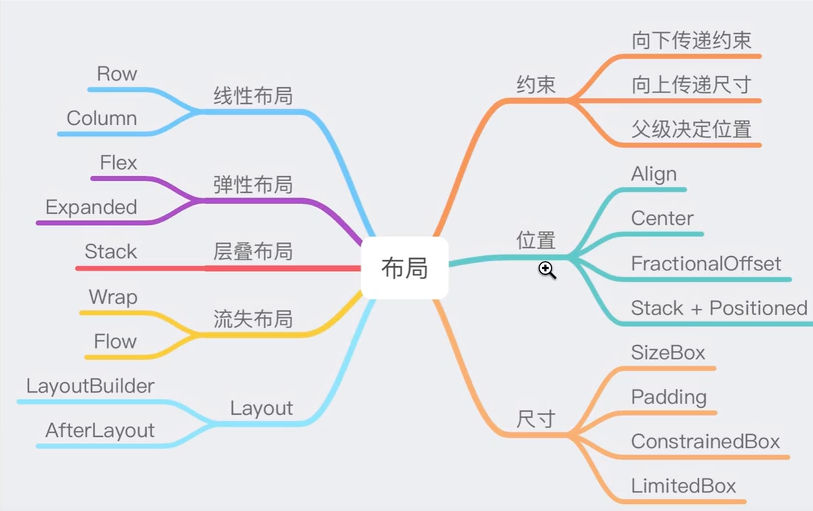 布局
线性布局
Row
Column
弹性布局
Flex
Expanded
层叠布局
Stack
流失布局
Wrap
Flow
Layout
LayoutBuilder
AfterLayout
约束
向下传递约束
向上传递尺寸
父级决定位置
位置
Align
Center
FractionalOffset
Stack + Positioned
尺寸
SizeBox
Padding
ConstrainedBox
LimitedBox